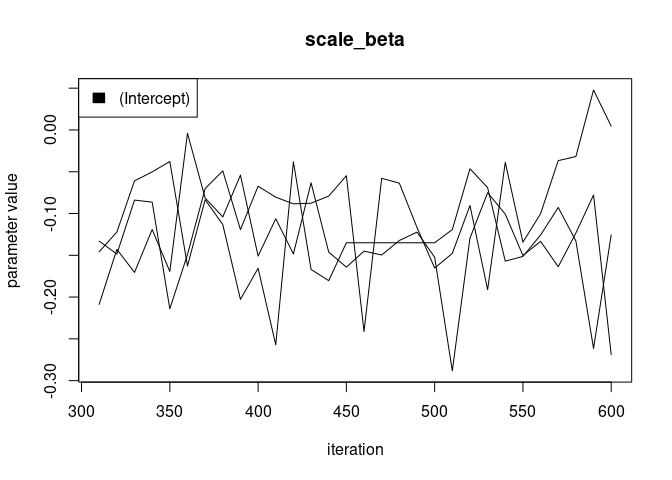 scale_beta
(Intercept)
parameter value
0.00
-0.10
-0.20
-0.30
300 350 400 450 500 550 600
iteration